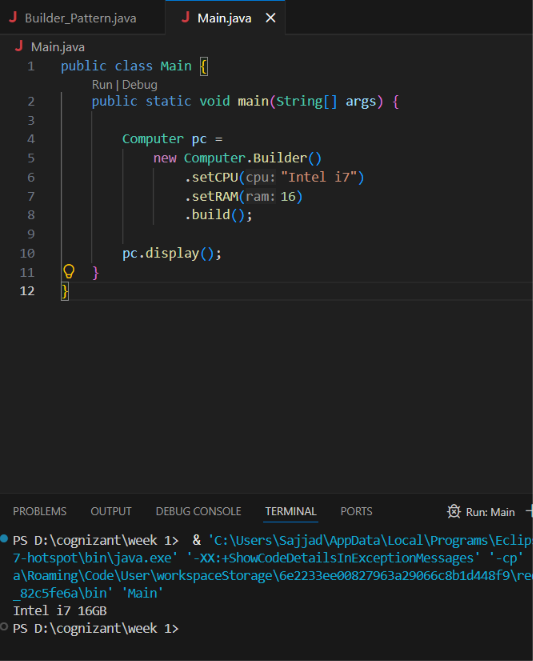 J Builder_Pattern.java
J Main.java ×
J Main.java
1 public class Main {
Run | Debug
2 public static void main(String[] args) {
3
4 Computer pc =
5 new Computer.Builder()
6 .setCPU(cpu: "Intel i7")
7 .setRAM(ram: 16)
8 .build();
9
10 pc.display();
11 }
12 }
PROBLEMS OUTPUT DEBUG CONSOLE TERMINAL PORTS Run: Main
PS D:\cognizant\week 1> & 'C:\Users\Sajjad\AppData\Local\Programs\Eclip
7-hotspot\bin\java.exe' '-XX:+ShowCodeDetailsInExceptionMessages' '-cp'
a\Roaming\Code\User\workspaceStorage\6e2233ee00827963a29066c8b1d448f9\re
_82c5fe6a\bin' 'Main'
Intel i7 16GB
PS D:\cognizant\week 1>